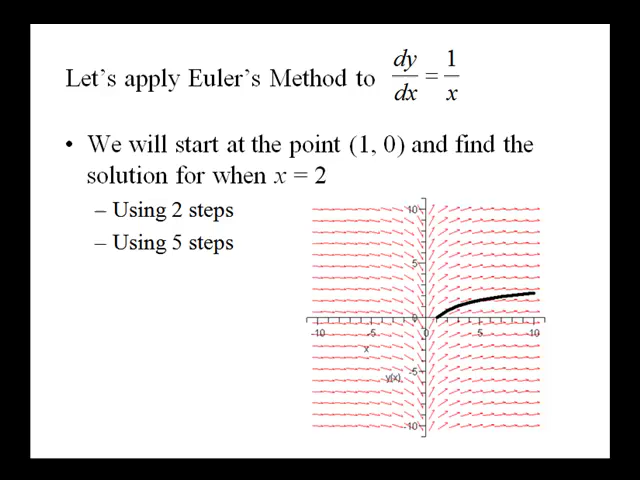 Let's apply Euler's Method to dy/dx = 1/x
• We will start at the point (1, 0) and find the
solution for when x = 2
– Using 2 steps
– Using 5 steps
10
5
-10 -5 0 0 5 10
x
y(x)
-5
-10